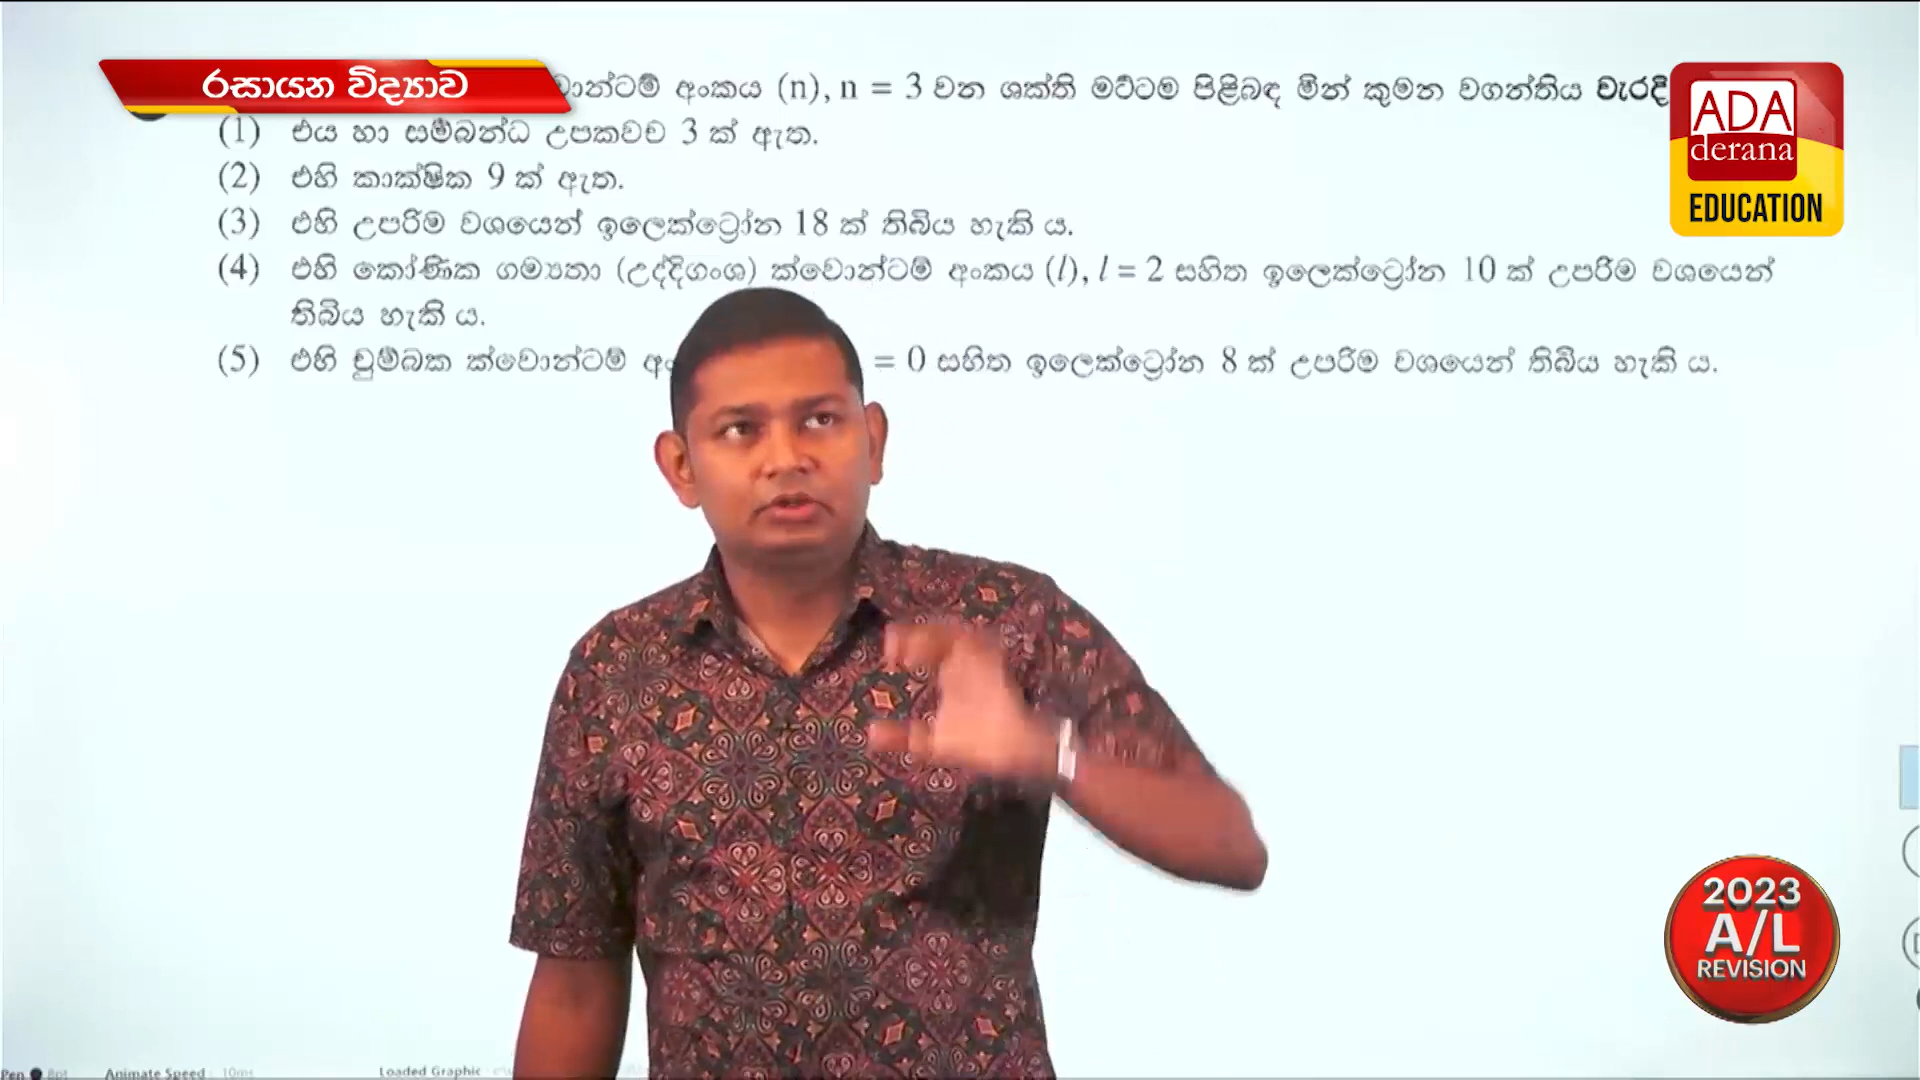 රසායන විද්‍යාව
අංකය (n), n = 3 වන ශක්ති මට්ටම පිළිබඳ මින් කුමන වගන්තිය වැරදි
(1) එය හා සම්බන්ධ උපකවච 3 ක් ඇත.
(2) එහි කාක්ෂික 9 ක් ඇත.
(3) එහි උපරිම වශයෙන් ඉලෙක්ට්‍රෝන 18 ක් තිබිය හැකි ය.
(4) එහි කෝණික ගම්‍යතා (උද්දිගංශ) ක්වොන්ටම් අංකය (l), l = 2 සහිත ඉලෙක්ට්‍රෝන 10 ක් උපරිම වශයෙන්
තිබිය හැකි ය.
(5) එහි චුම්බක ක්වොන්ටම් = 0 සහිත ඉලෙක්ට්‍රෝන 8 ක් උපරිම වශයෙන් තිබිය හැකි ය.
ADA
derana
EDUCATION
2023
A/L
REVISION
Pen 8pt Animate Speed : 10ms Loaded Graphic